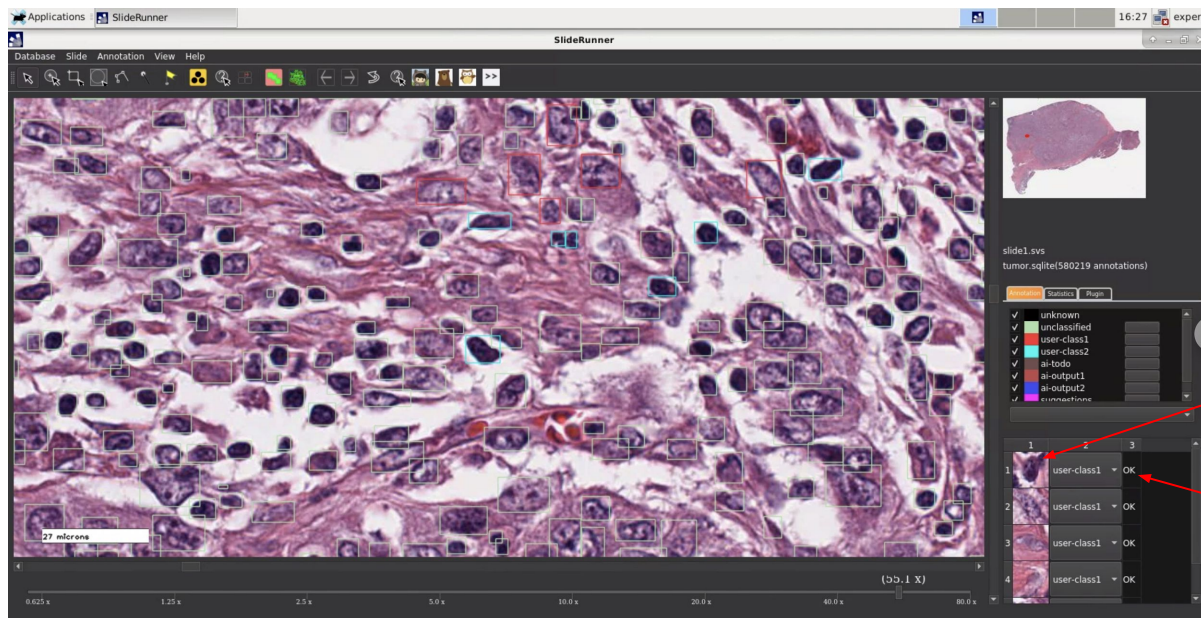 Applications
SlideRunner
16:27
exper
SlideRunner
Database Slide Annotation View Help
>>
slide1.svs
tumor.sqlite(580219 annotations)
Annotation Statistics Plugin
unknown
unclassified
user-class1
user-class2
ai-todo
ai-output1
ai-output2
suggestions
1 2 3
1 user-class1 OK
2 user-class1 OK
3 user-class1 OK
4 user-class1 OK
27 microns
(55.1 X)
0.625 x 1.25 x 2.5 x 5.0 x 10.0 x 20.0 x 40.0 x 80.0 x